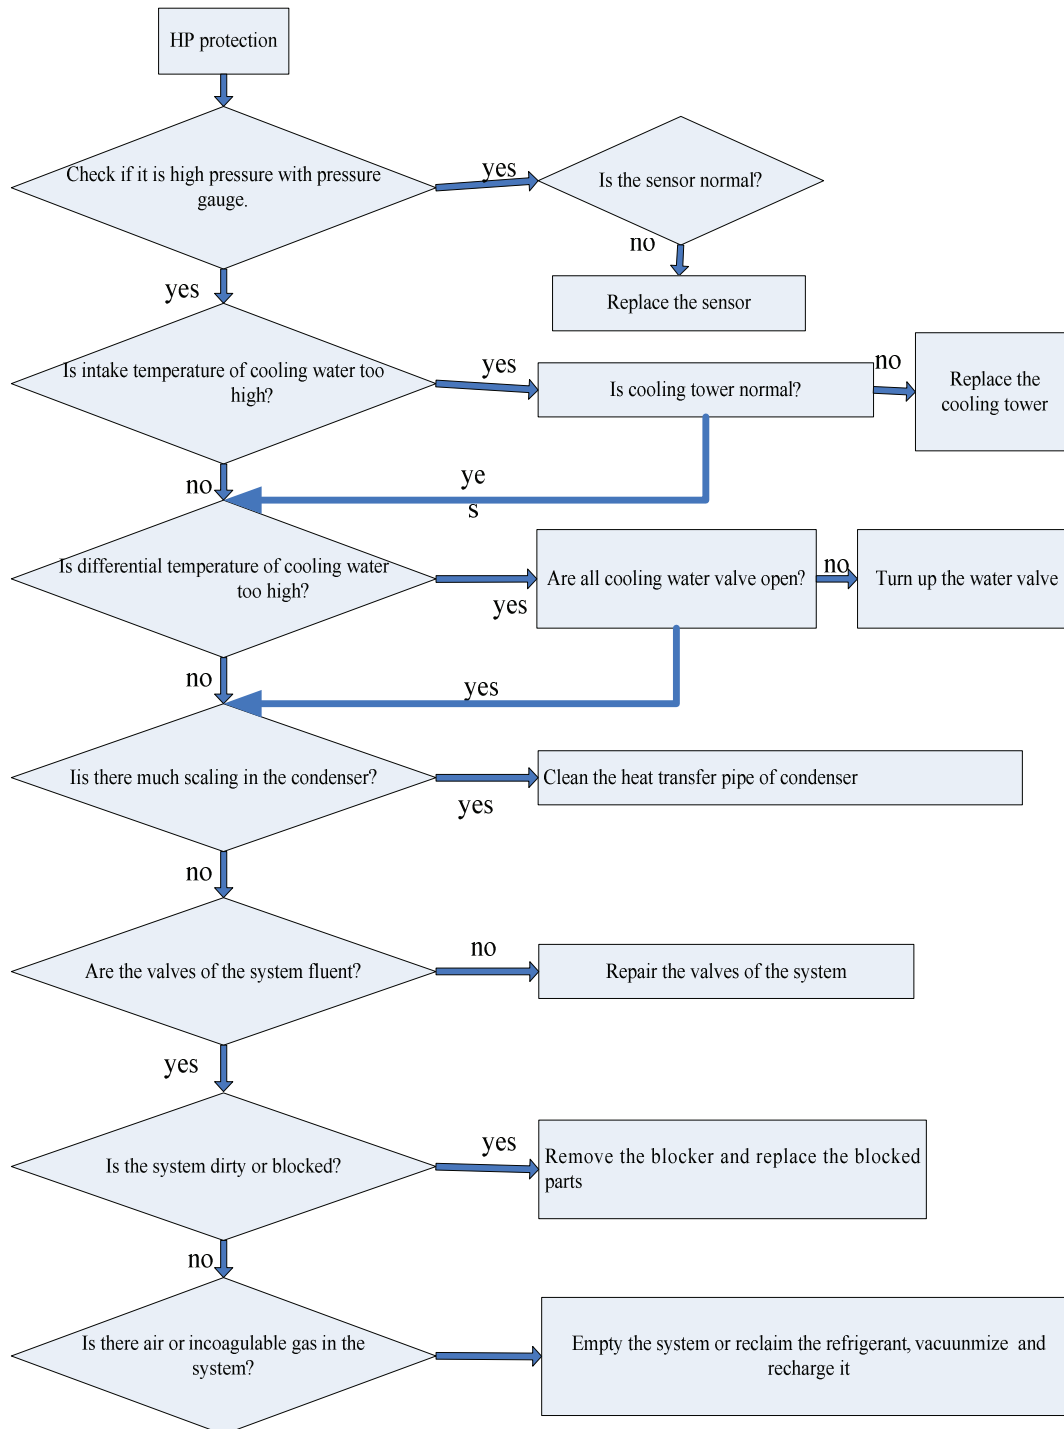 HP protection
Check if it is high pressure with pressure
gauge.
yes
Is the sensor normal?
no
Replace the sensor
yes
Is intake temperature of cooling water too
high?
yes
Is cooling tower normal?
no
Replace the
cooling tower
no
ye
s
Is differential temperature of cooling water
too high?
yes
Are all cooling water valve open?
no
Turn up the water valve
no
yes
Iis there much scaling in the condenser?
yes
Clean the heat transfer pipe of condenser
no
Are the valves of the system fluent?
no
Repair the valves of the system
yes
Is the system dirty or blocked?
yes
Remove the blocker and replace the blocked
parts
no
Is there air or incoagulable gas in the
system?
Empty the system or reclaim the refrigerant, vacuunmize and
recharge it